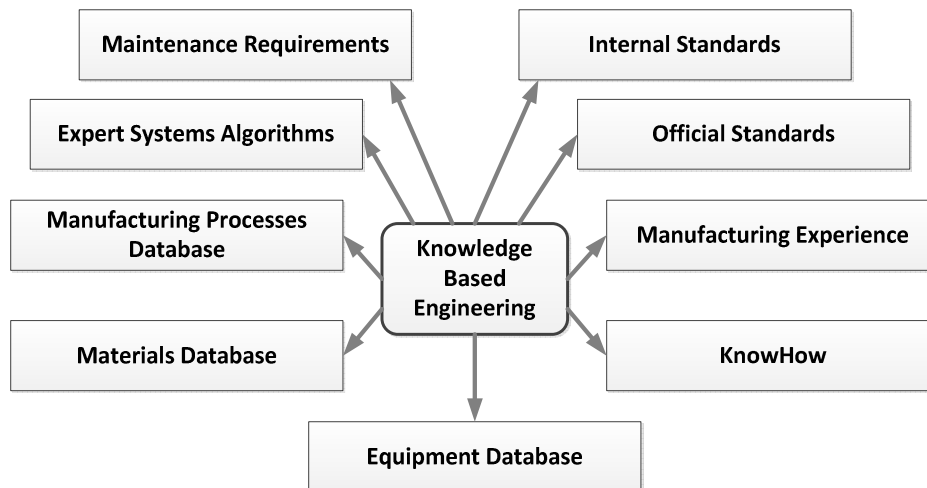 Maintenance Requirements
Internal Standards
Expert Systems Algorithms
Official Standards
Manufacturing Processes
Database
Knowledge
Based
Engineering
Manufacturing Experience
Materials Database
KnowHow
Equipment Database